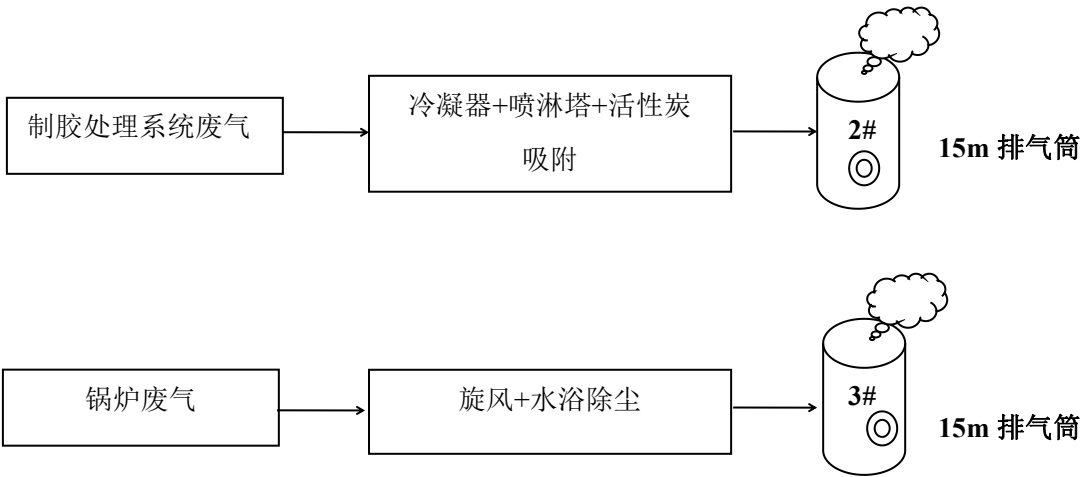 制胶处理系统废气
冷凝器+喷淋塔+活性炭
吸附
2#
15m 排气筒
锅炉废气
旋风+水浴除尘
3#
15m 排气筒